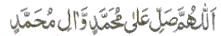 اَللّٰهُمَّ صَلِّ عَلٰى مُحَمَّدٍ وَّاٰلِ مُحَمَّدٍ